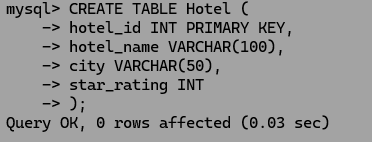 mysql> CREATE TABLE Hotel (
    -> hotel_id INT PRIMARY KEY,
    -> hotel_name VARCHAR(100),
    -> city VARCHAR(50),
    -> star_rating INT
    -> );
Query OK, 0 rows affected (0.03 sec)